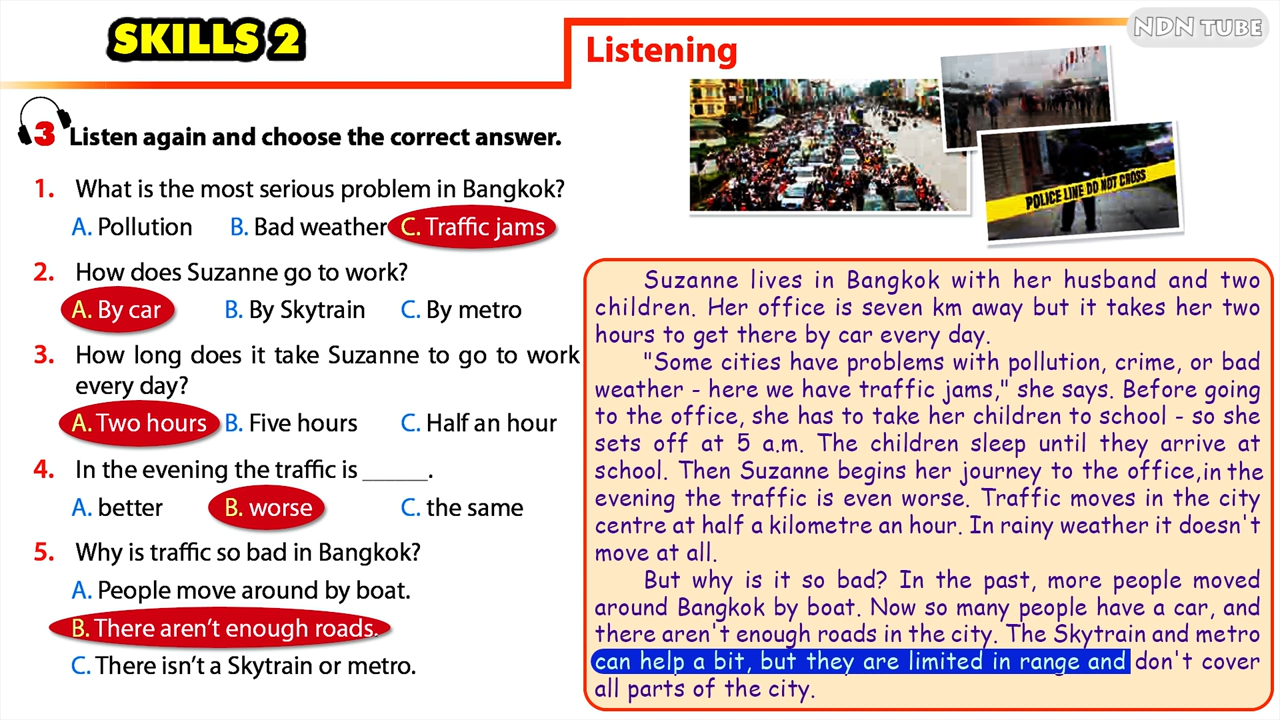 SKILLS 2
Listening
NDN TUBE
3 Listen again and choose the correct answer.
1. What is the most serious problem in Bangkok?
A. Pollution B. Bad weather C. Traffic jams
2. How does Suzanne go to work?
A. By car B. By Skytrain C. By metro
3. How long does it take Suzanne to go to work
every day?
A. Two hours B. Five hours C. Half an hour
4. In the evening the traffic is ______.
A. better B. worse C. the same
5. Why is traffic so bad in Bangkok?
A. People move around by boat.
B. There aren't enough roads.
C. There isn't a Skytrain or metro.
POLICE LINE DO NOT CROSS
Suzanne lives in Bangkok with her husband and two
children. Her office is seven km away but it takes her two
hours to get there by car every day.
"Some cities have problems with pollution, crime, or bad
weather - here we have traffic jams," she says. Before going
to the office, she has to take her children to school - so she
sets off at 5 a.m. The children sleep until they arrive at
school. Then Suzanne begins her journey to the office,in the
evening the traffic is even worse. Traffic moves in the city
centre at half a kilometre an hour. In rainy weather it doesn't
move at all.
But why is it so bad? In the past, more people moved
around Bangkok by boat. Now so many people have a car, and
there aren't enough roads in the city. The Skytrain and metro
can help a bit, but they are limited in range and don't cover
all parts of the city.